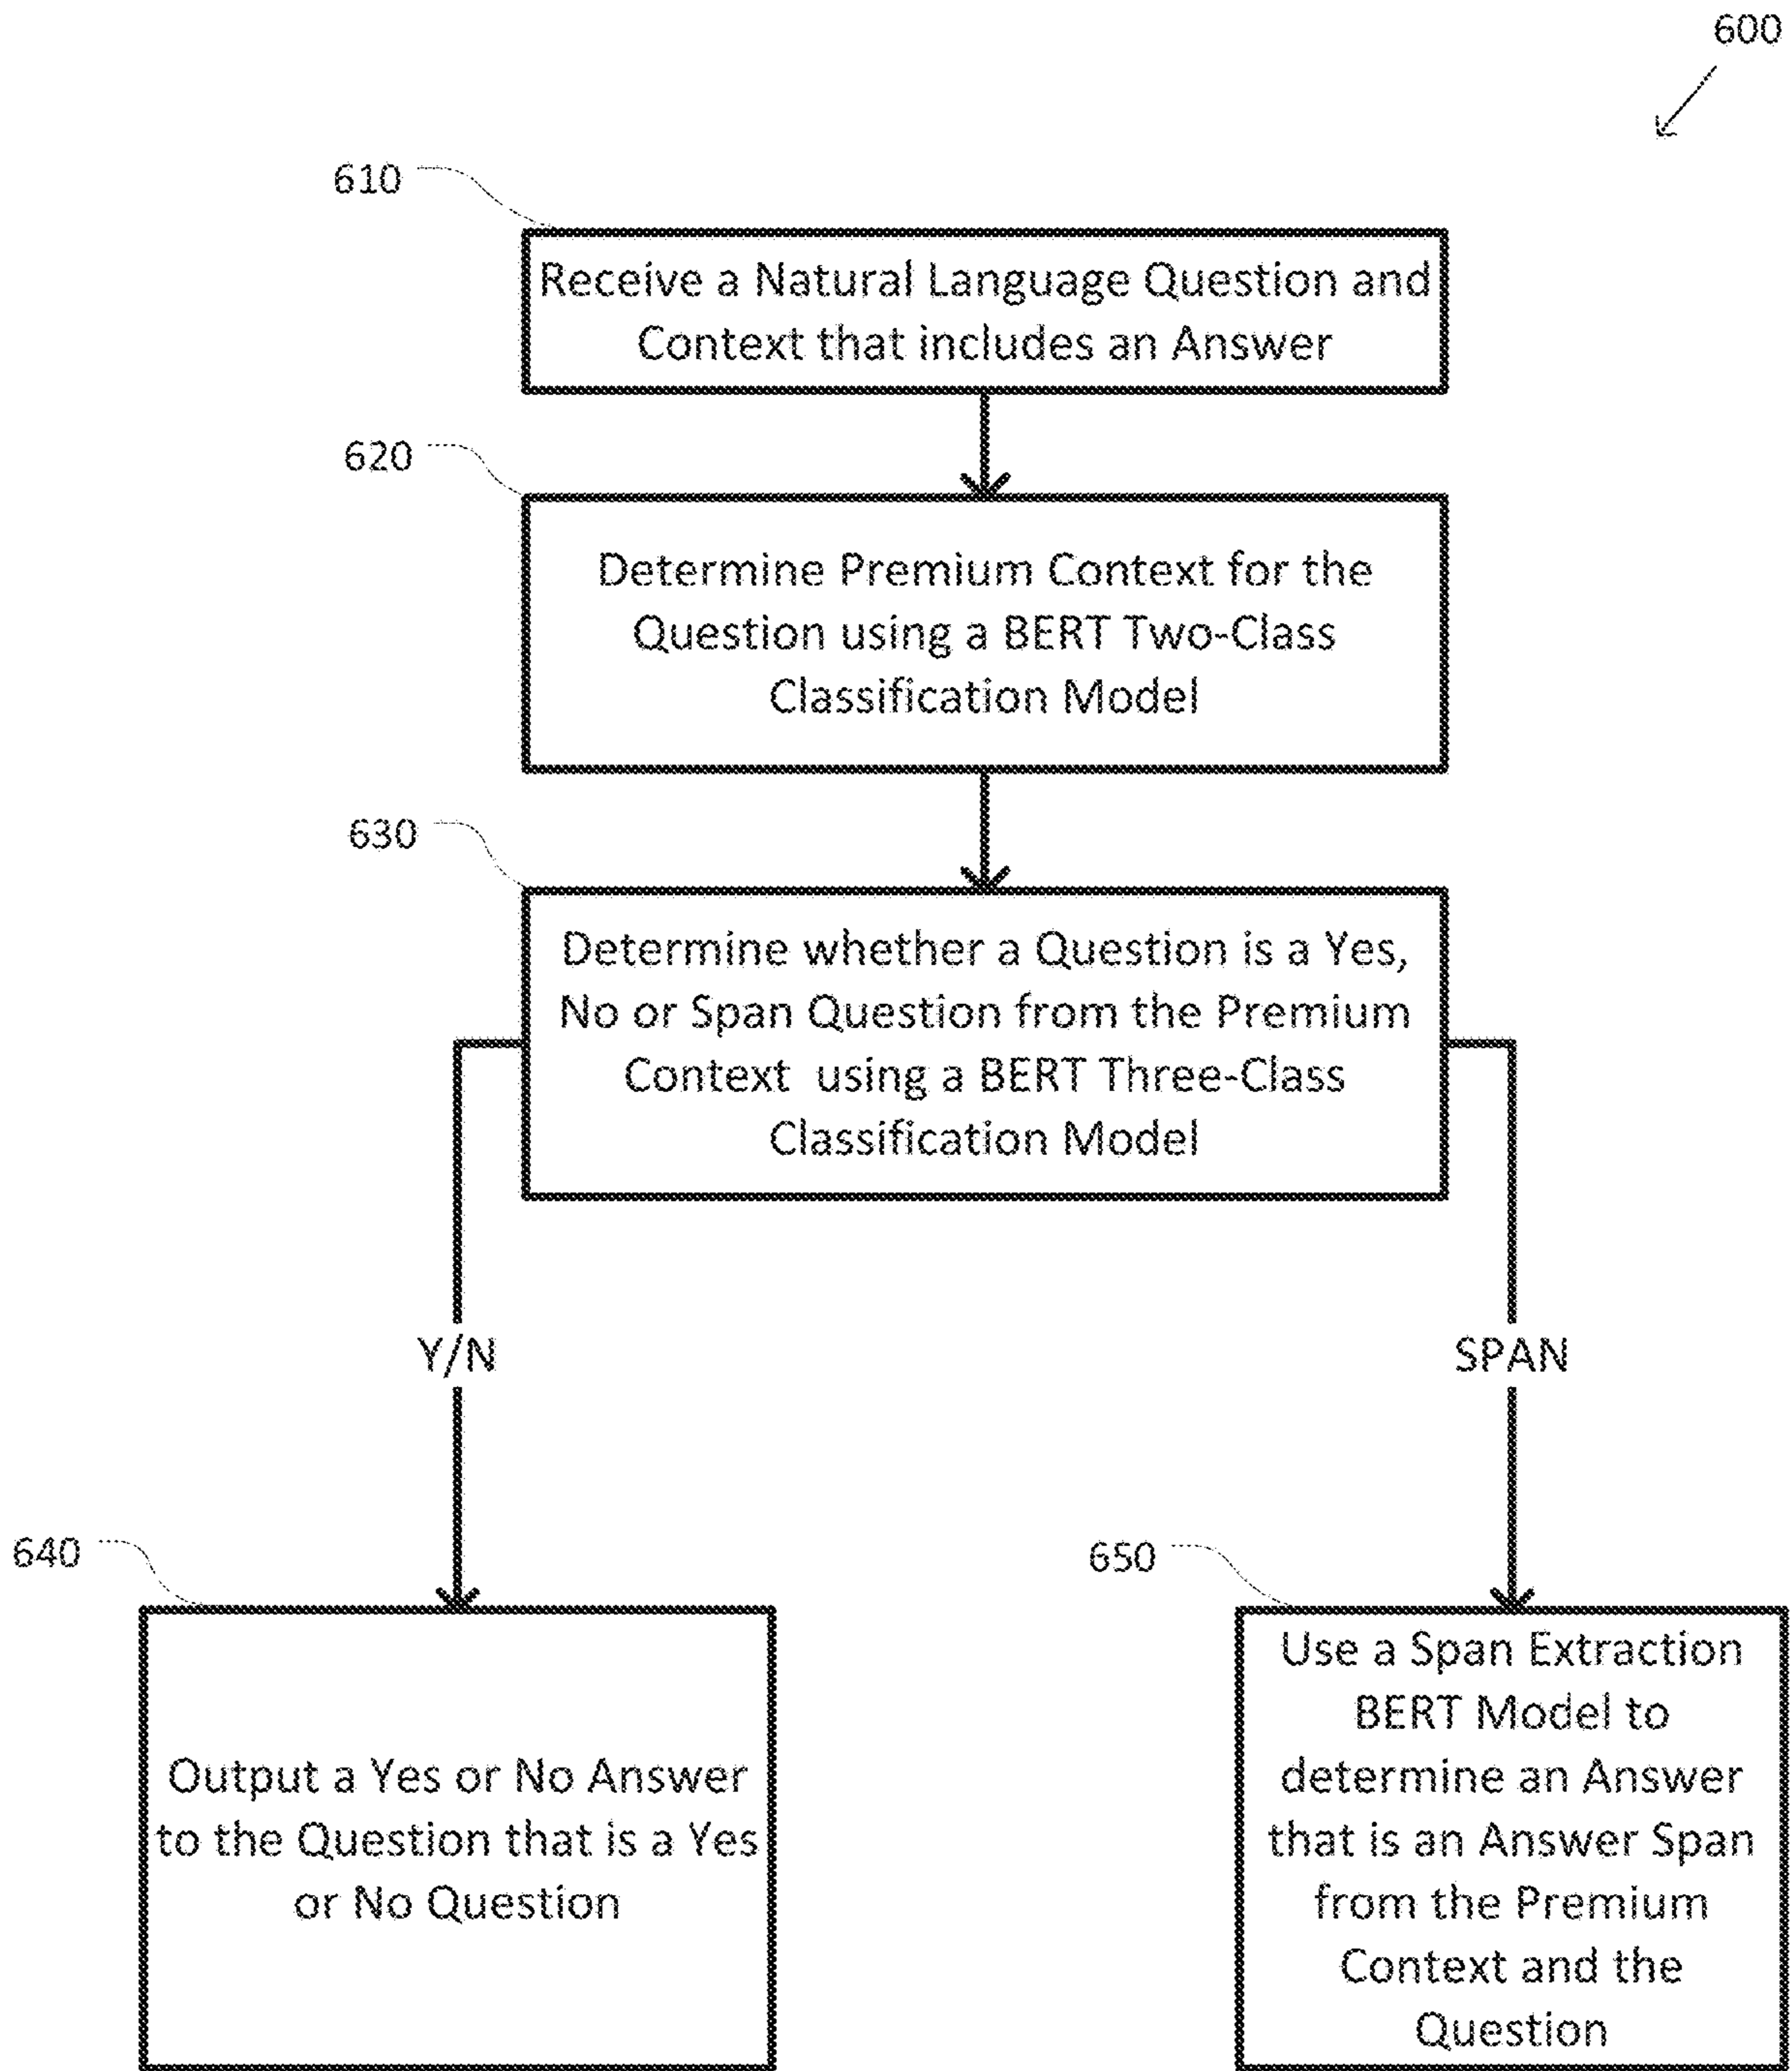 600
610
Receive a Natural Language Question and
Context that includes an Answer
620
Determine Premium Context for the
Question using a BERT Two-Class
Classification Model
630
Determine whether a Question is a Yes,
No or Span Question from the Premium
Context using a BERT Three-Class
Classification Model
Y/N
SPAN
640
Output a Yes or No Answer
to the Question that is a Yes
or No Question
650
Use a Span Extraction
BERT Model to
determine an Answer
that is an Answer Span
from the Premium
Context and the
Question